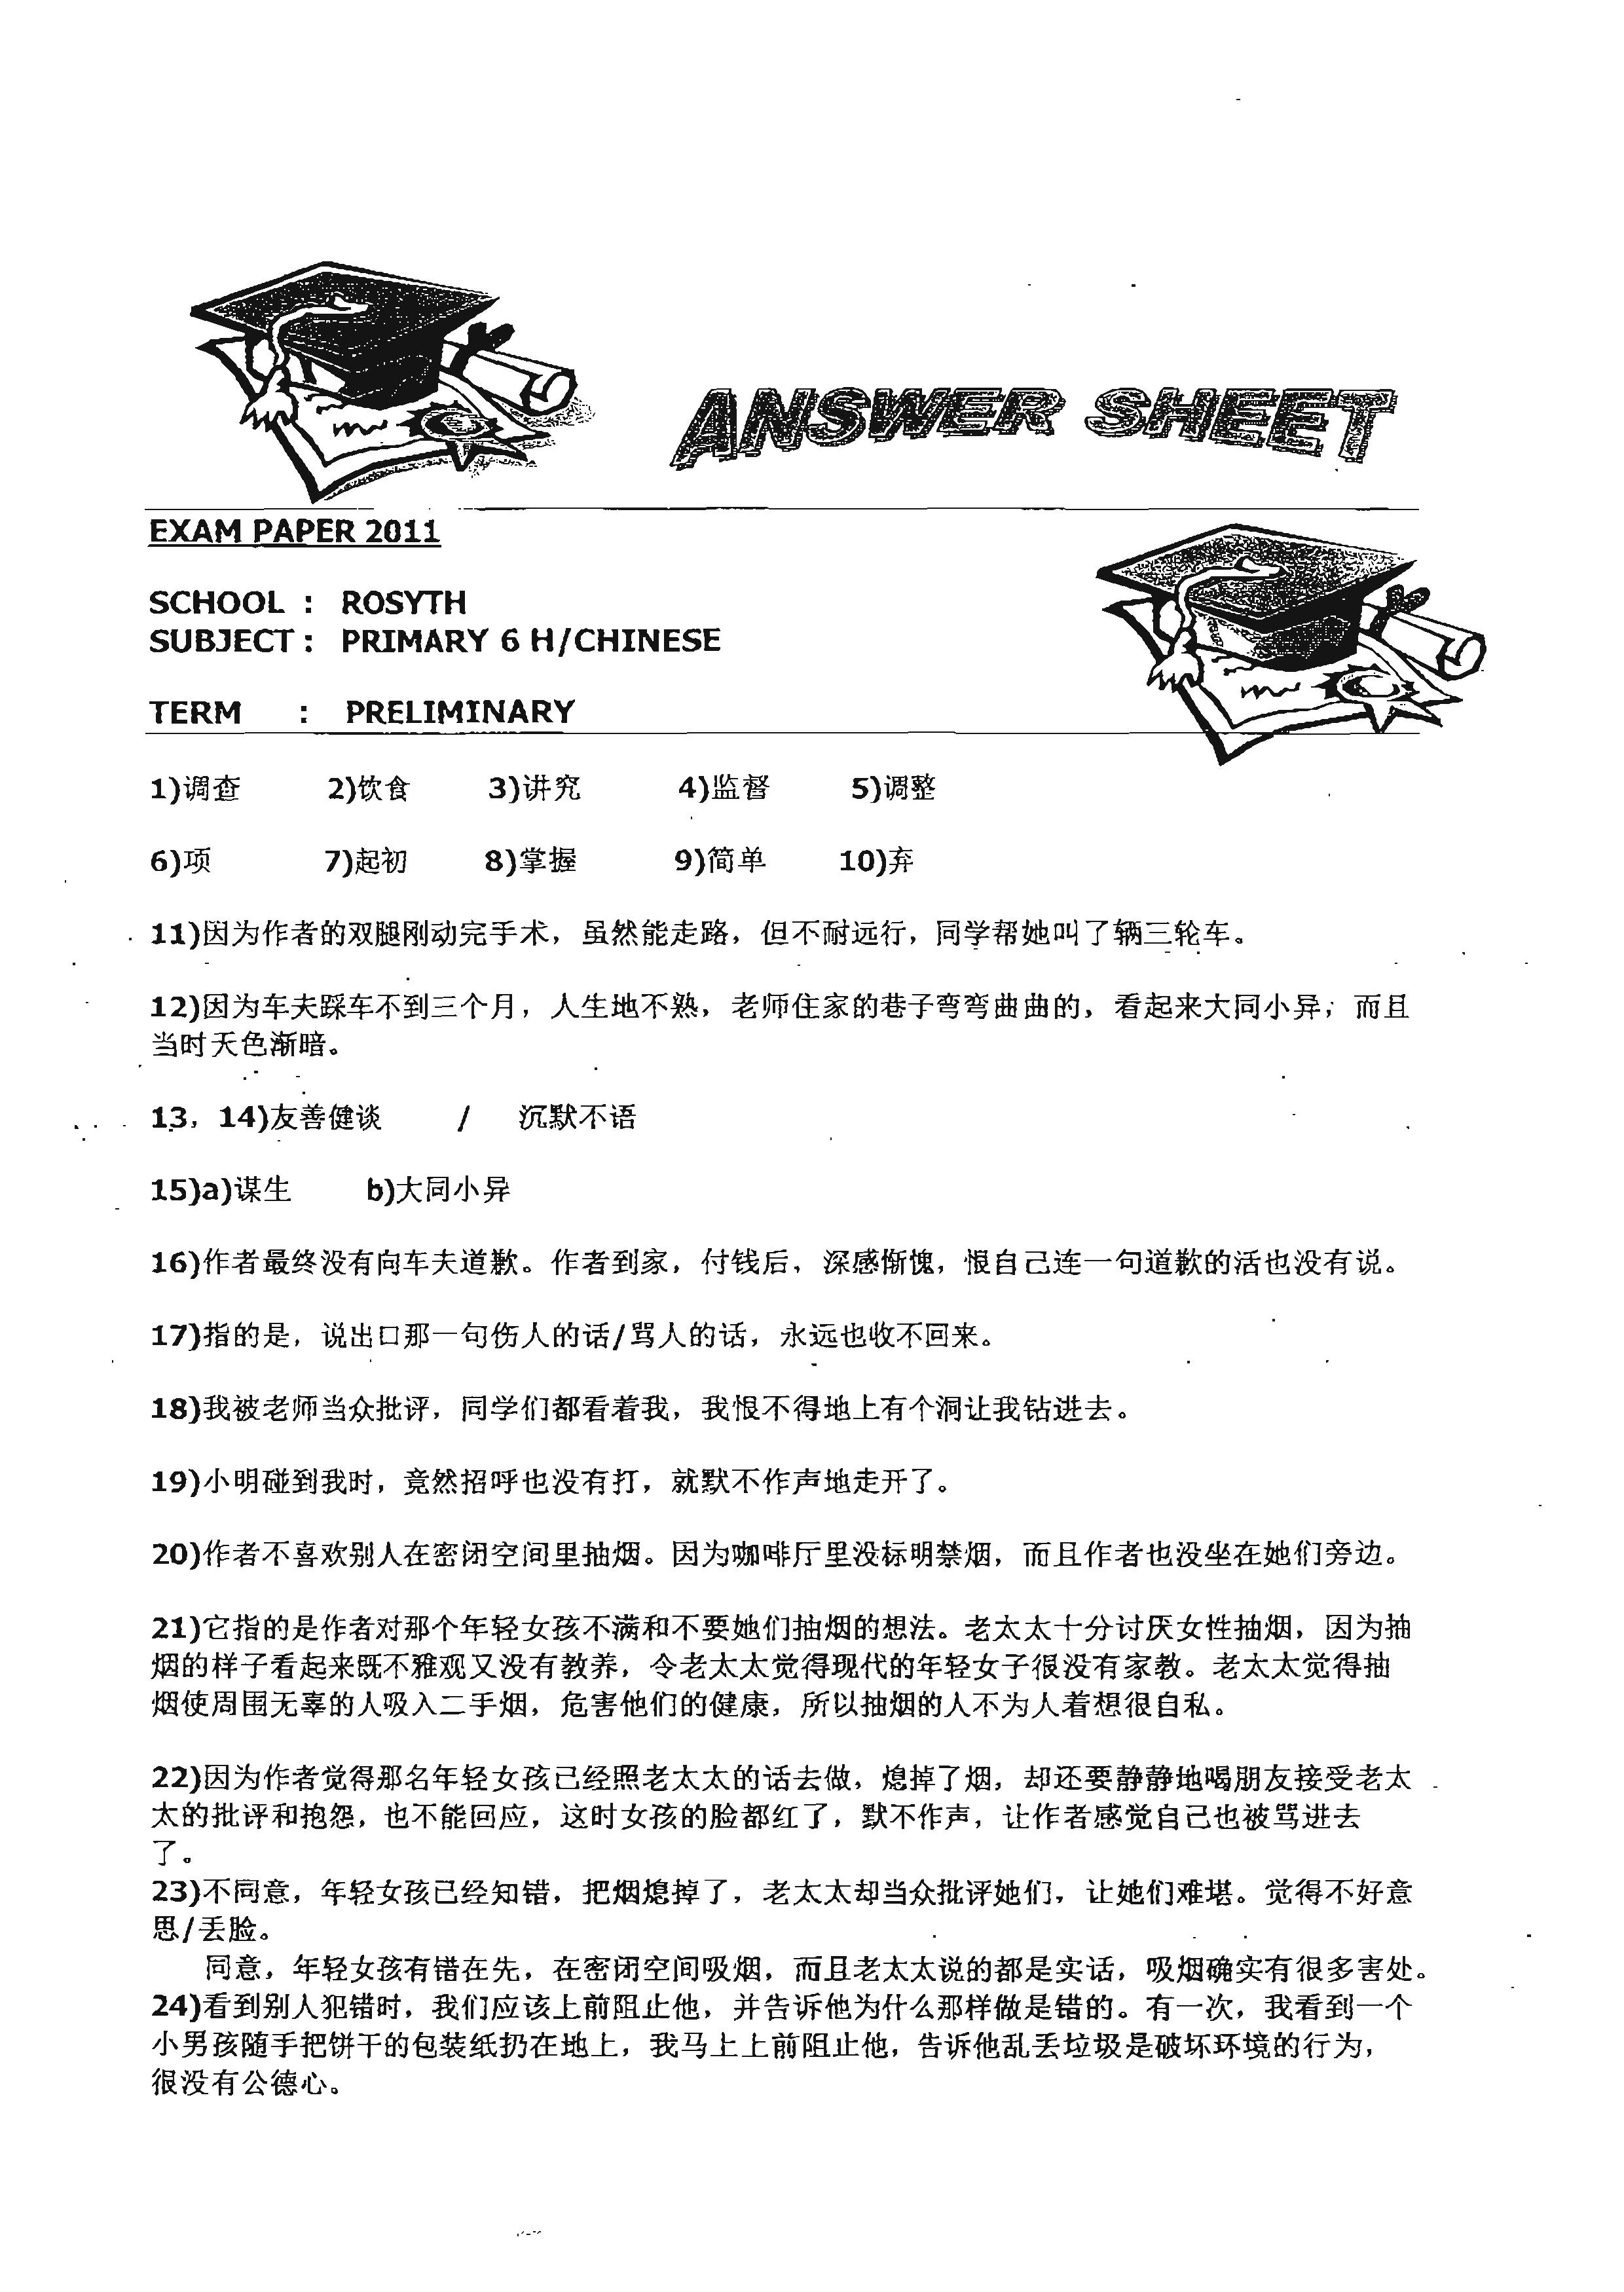 ANSWER SHEET
EXAM PAPER 2011
SCHOOL : ROSYTH
SUBJECT : PRIMARY 6 H/CHINESE
TERM : PRELIMINARY
1)调查 2)饮食 3)讲究 4)监督 5)调整
6)项 7)起初 8)掌握 9)简单 10)弃
11)因为作者的双腿刚动完手术，虽然能走路，但不耐远行，同学帮她叫了辆三轮车。
12)因为车夫踩车不到三个月，人生地不熟，老师住家的巷子弯弯曲曲的，看起来大同小异；而且
当时天色渐暗。
13，14)友善健谈 / 沉默不语
15)a)谋生 b)大同小异
16)作者最终没有向车夫道歉。作者到家，付钱后，深感惭愧，恨自己连一句道歉的活也没有说。
17)指的是，说出口那一句伤人的话/骂人的话，永远也收不回来。
18)我被老师当众批评，同学们都看着我，我恨不得地上有个洞让我钻进去。
19)小明碰到我时，竟然招呼也没有打，就默不作声地走开了。
20)作者不喜欢别人在密闭空间里抽烟。因为咖啡厅里没标明禁烟，而且作者也没坐在她们旁边。
21)它指的是作者对那个年轻女孩不满和不要她们抽烟的想法。老太太十分讨厌女性抽烟，因为抽
烟的样子看起来既不雅观又没有教养，令老太太觉得现代的年轻女子很没有家教。老太太觉得抽
烟使周围无辜的人吸入二手烟，危害他们的健康，所以抽烟的人不为人着想很自私。
22)因为作者觉得那名年轻女孩已经照老太太的话去做，熄掉了烟，却还要静静地喝朋友接受老太
太的批评和抱怨，也不能回应，这时女孩的脸都红了，默不作声，让作者感觉自己也被骂进去
了。
23)不同意，年轻女孩已经知错，把烟熄掉了，老太太却当众批评她们，让她们难堪。觉得不好意
思/丢脸。
同意，年轻女孩有错在先，在密闭空间吸烟，而且老太太说的都是实话，吸烟确实有很多害处。
24)看到别人犯错时，我们应该上前阻止他，并告诉他为什么那样做是错的。有一次，我看到一个
小男孩随手把饼干的包装纸扔在地上，我马上上前阻止他，告诉他乱丢垃圾是破坏环境的行为，
很没有公德心。